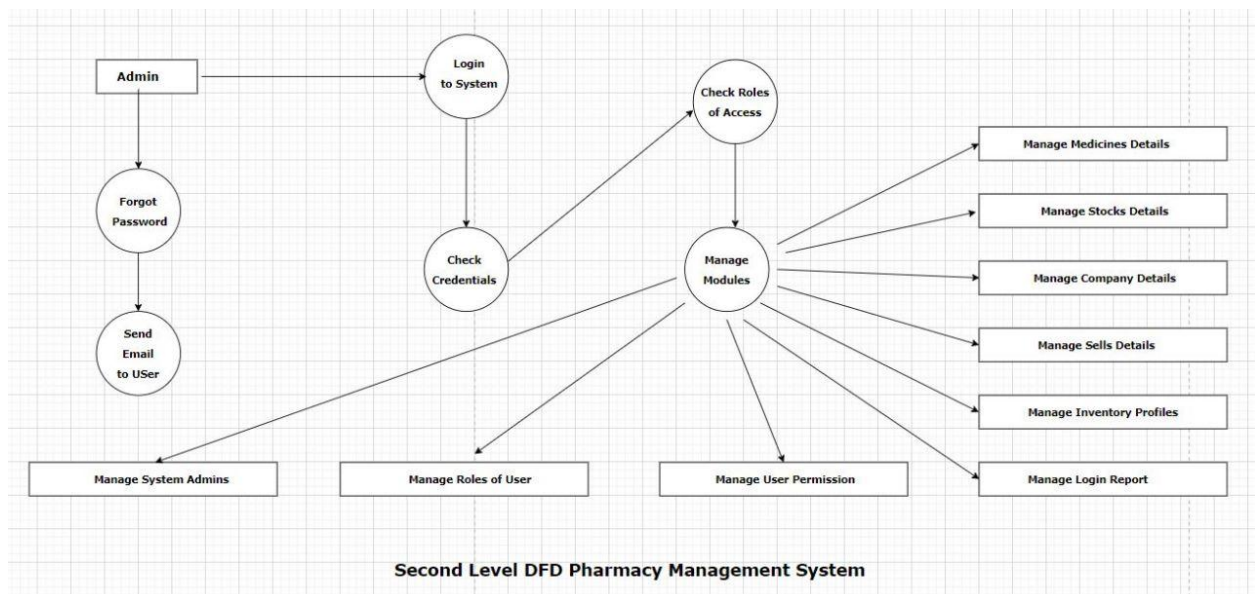 Admin
Login
to System
Check Roles
of Access
Manage Medicines Details
Forgot
Password
Manage Stocks Details
Check
Credentials
Manage
Modules
Manage Company Details
Send
Email
to USer
Manage Sells Details
Manage Inventory Profiles
Manage System Admins
Manage Roles of User
Manage User Permission
Manage Login Report
Second Level DFD Pharmacy Management System